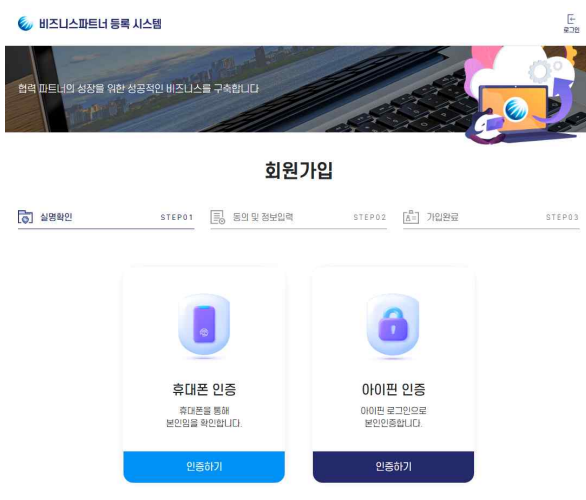 비즈니스파트너 등록 시스템
로그인
협력 파트너의 성장을 위한 성공적인 비즈니스를 구축합니다
회원가입
실명확인 STEP01 동의 및 정보입력 STEP02 가입완료 STEP03
휴대폰 인증
휴대폰을 통해
본인임을 확인합니다.
인증하기
아이핀 인증
아이핀 로그인으로
본인인증합니다.
인증하기